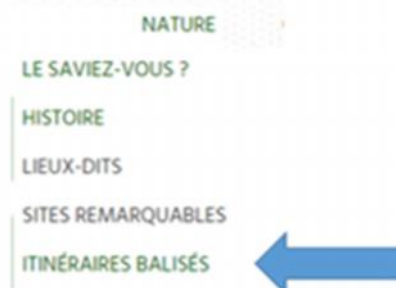 NATURE
LE SAVIEZ-VOUS ?
HISTOIRE
LIEUX-DITS
SITES REMARQUABLES
ITINÉRAIRES BALISÉS